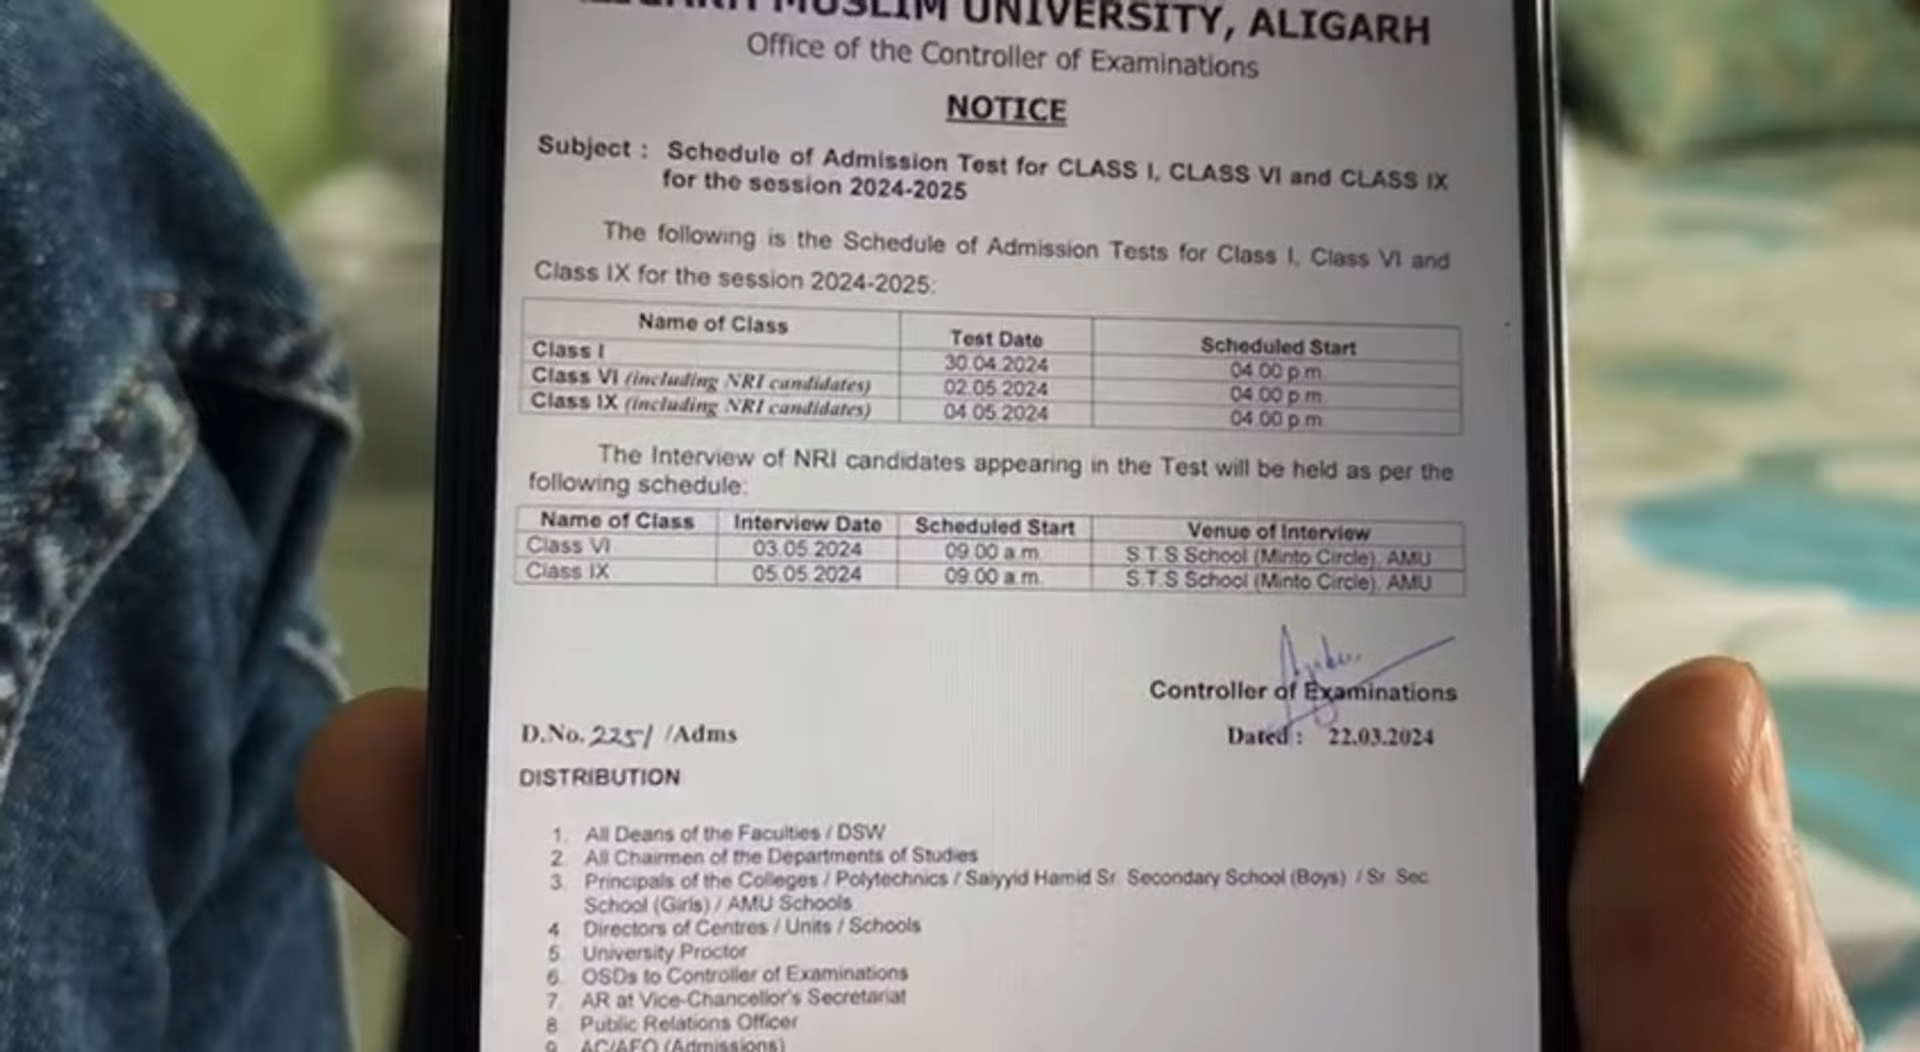 MUSLIM UNIVERSITY, ALIGARH
Office of the Controller of Examinations
NOTICE
Subject : Schedule of Admission Test for CLASS I, CLASS VI and CLASS IX
for the session 2024-2025
The following is the Schedule of Admission Tests for Class I, Class VI and
Class IX for the session 2024-2025:
Name of Class Test Date Scheduled Start
Class I 30.04.2024 04.00 p.m.
Class VI (including NRI candidates) 02.05.2024 04.00 p.m.
Class IX (including NRI candidates) 04.05.2024 04.00 p.m.
The Interview of NRI candidates appearing in the Test will be held as per the
following schedule:
Name of Class Interview Date Scheduled Start Venue of Interview
Class VI 03.05.2024 09.00 a.m. S.T.S School (Minto Circle), AMU
Class IX 05.05.2024 09.00 a.m. S.T.S School (Minto Circle), AMU
Controller of Examinations
D.No. 225/ /Adms Dated : 22.03.2024
DISTRIBUTION
1. All Deans of the Faculties / DSW
2. All Chairmen of the Departments of Studies
3. Principals of the Colleges / Polytechnics / Saiyyid Hamid Sr. Secondary School (Boys) / Sr. Sec.
School (Girls) / AMU Schools
4. Directors of Centres / Units / Schools
5. University Proctor
6. OSDs to Controller of Examinations
7. AR at Vice-Chancellor's Secretariat
8. Public Relations Officer
9. AC/AFO (Admissions)